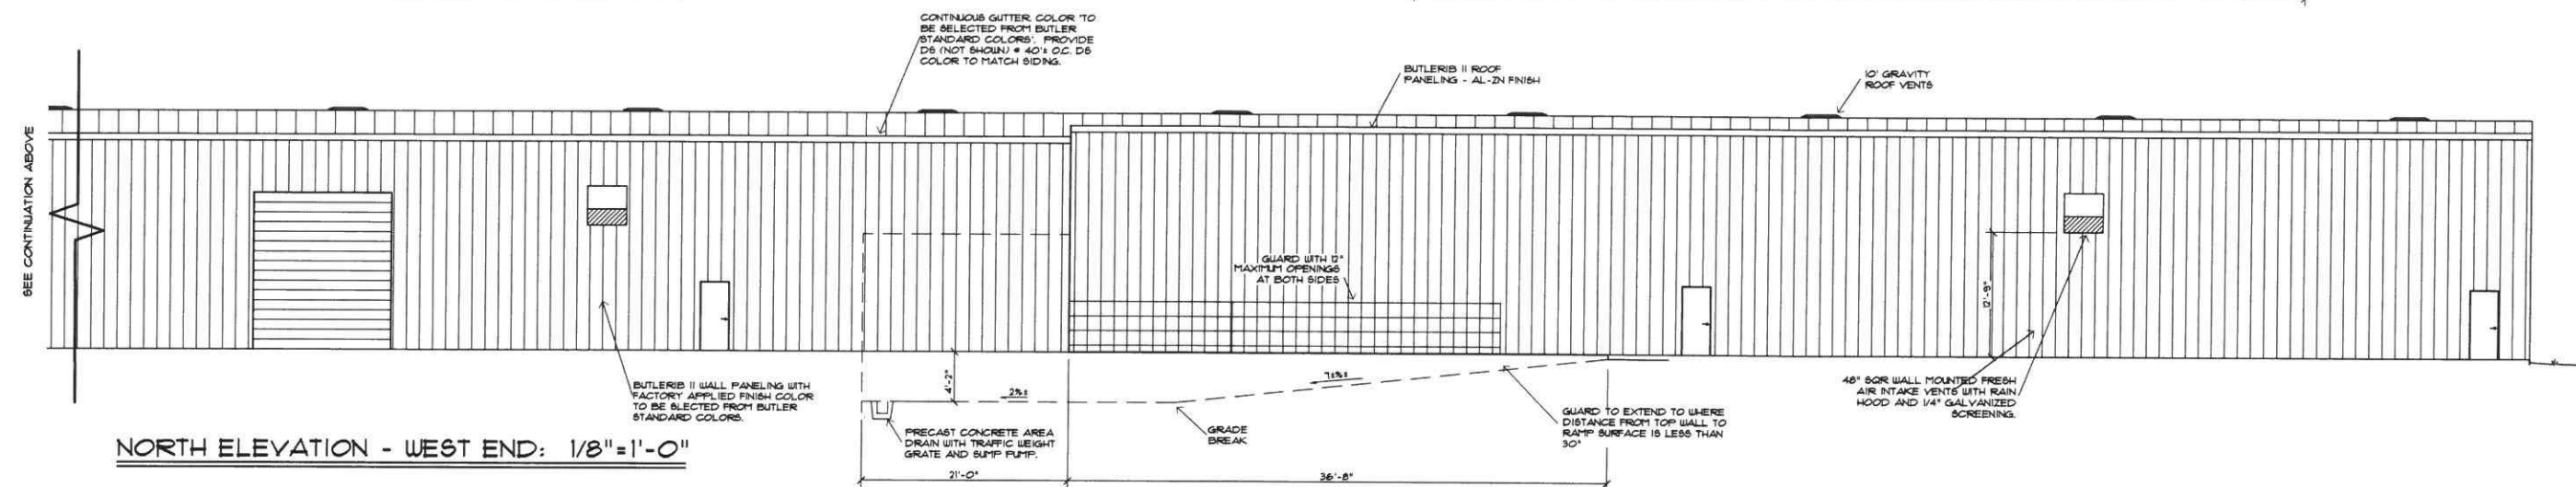 CONTINUOUS GUTTER COLOR 'TO
BE SELECTED FROM BUTLER
STANDARD COLORS'. PROVIDE
DS (NOT SHOWN) @ 40'± O.C. DS
COLOR TO MATCH SIDING.
BUTLERIB II ROOF
PANELING - AL-ZN FINISH
10' GRAVITY
ROOF VENTS
SEE CONTINUATION ABOVE
GUARD WITH 12"
MAXIMUM OPENINGS
AT BOTH SIDES
12'-9"
4'-2"
2%±
7±%±
BUTLERIB II WALL PANELING WITH
FACTORY APPLIED FINISH COLOR
TO BE SLECTED FROM BUTLER
STANDARD COLORS.
PRECAST CONCRETE AREA
DRAIN WITH TRAFFIC WEIGHT
GRATE AND SUMP PUMP.
GRADE
BREAK
GUARD TO EXTEND TO WHERE
DISTANCE FROM TOP WALL TO
RAMP SURFACE IS LESS THAN
30"
48" SQR WALL MOUNTED FRESH
AIR INTAKE VENTS WITH RAIN
HOOD AND 1/4" GALVANIZED
SCREENING.
NORTH ELEVATION - WEST END: 1/8"=1'-0"
21'-0"
36'-8"